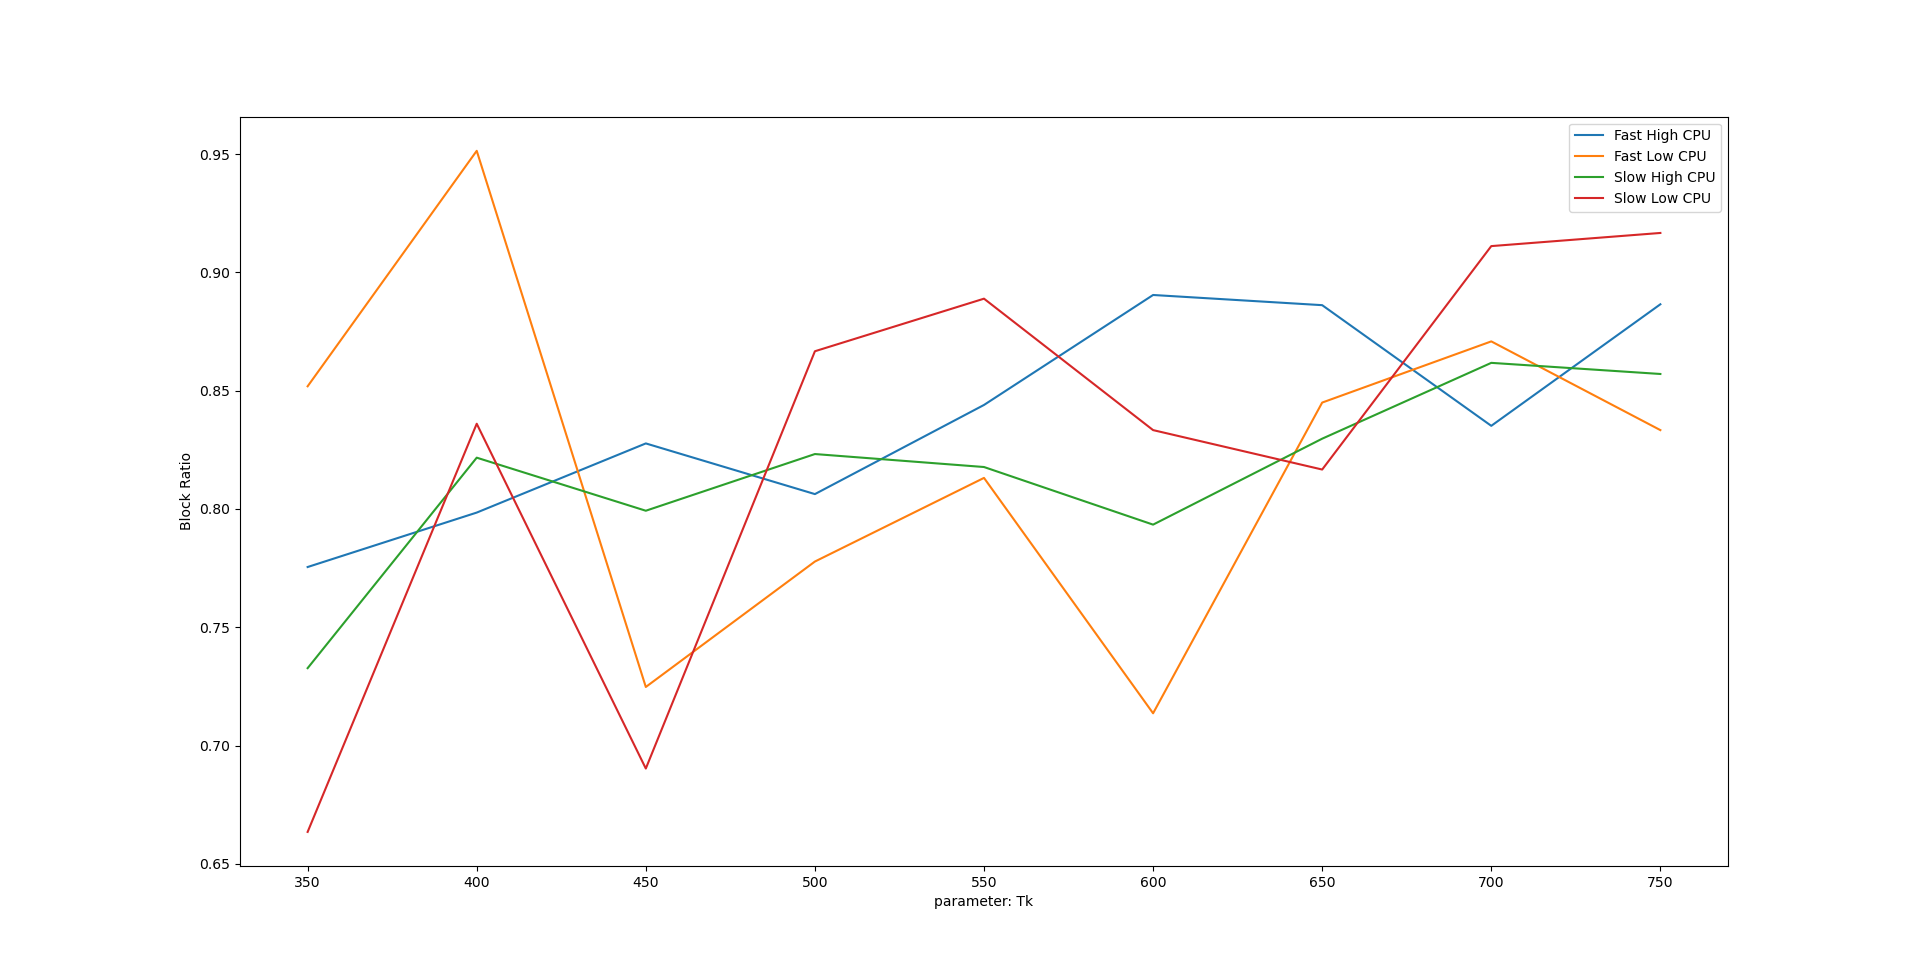 Fast High CPU
Fast Low CPU
Slow High CPU
Slow Low CPU
0.95
0.90
0.85
0.80
0.75
0.70
0.65
Block Ratio
350 400 450 500 550 600 650 700 750
parameter: Tk